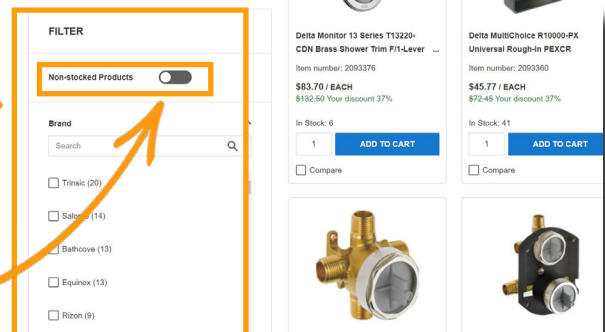 FILTER
Non-stocked Products
Brand
Search
Trinsic (20)
(14)
Bathcove (13)
Equinox (13)
Rizon (9)
Delta Monitor 13 Series T13220-
CDN Brass Shower Trim F/1-Lever ...
Item number: 2093376
$83.70 / EACH
$132.50 Your discount 37%
In Stock: 6
1 ADD TO CART
Compare
Delta MultiChoice R10000-PX
Universal Rough-In PEXCR
Item number: 2093360
$45.77 / EACH
$72.45 Your discount 37%
In Stock: 41
1 ADD TO CART
Compare